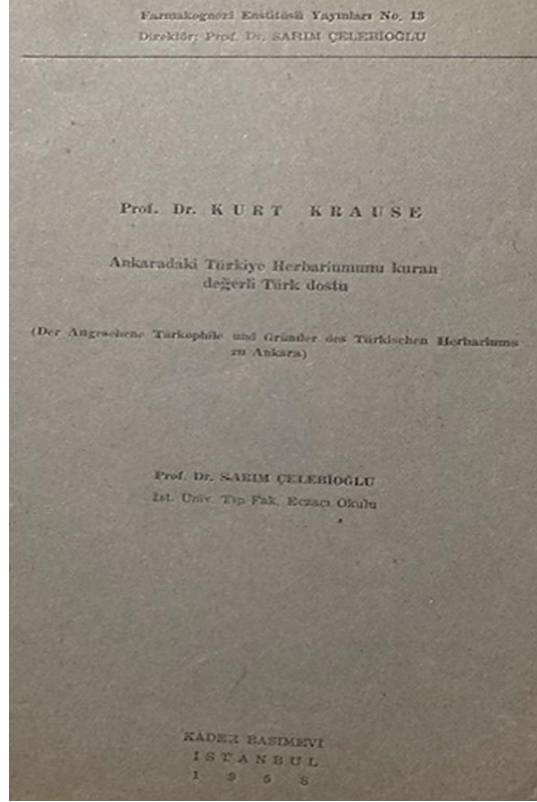 Farmakognozi Enstitüsü Yayınları No. 13
Direktör: Prof. Dr. SARIM ÇELEBİOĞLU
Prof. Dr. KURT KRAUSE
Ankaradaki Türkiye Herbariumunu kuran
değerli Türk dostu
(Der Angesehene Türkophile und Gründer des Türkischen Herbariums
zu Ankara)
Prof. Dr. SARIM ÇELEBİOĞLU
İst. Üniv. Tıp Fak. Eczacı Okulu
KADER BASIMEVİ
İSTANBUL
1958